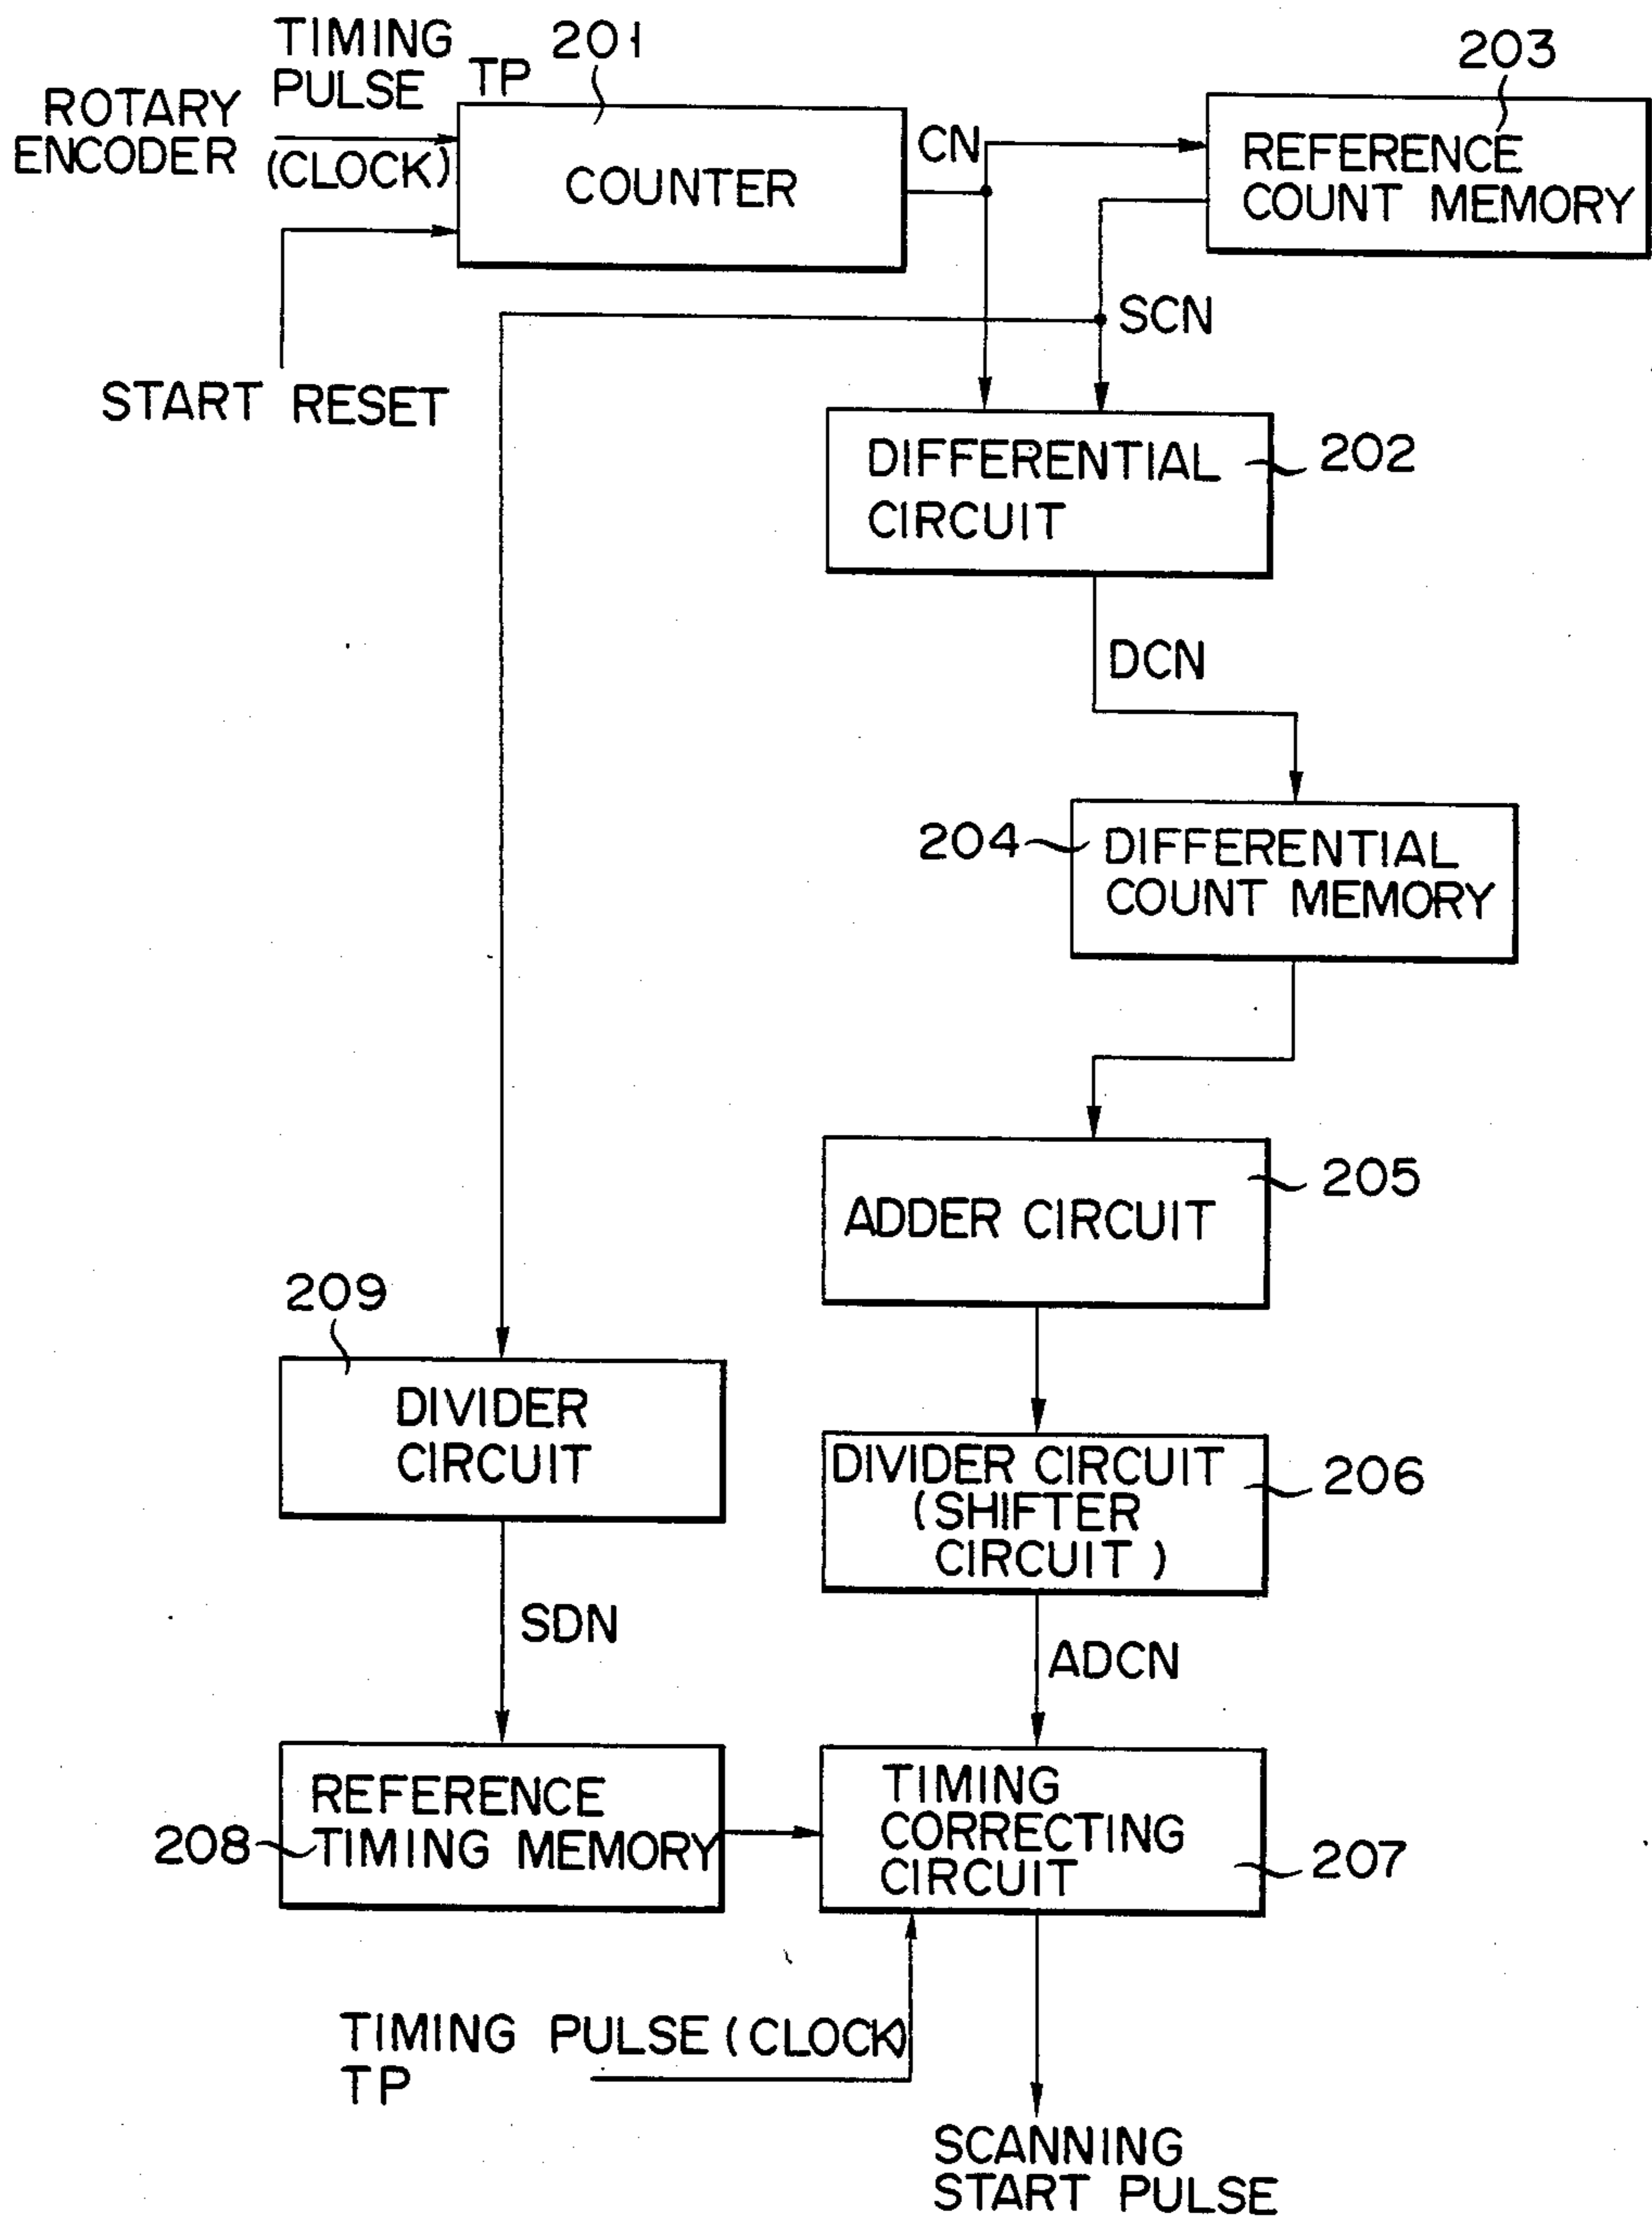 TIMING
PULSE
TP
201
203
ROTARY
ENCODER
(CLOCK)
COUNTER
CN
REFERENCE
COUNT MEMORY
START RESET
SCN
DIFFERENTIAL
CIRCUIT
202
DCN
204
DIFFERENTIAL
COUNT MEMORY
ADDER CIRCUIT
205
209
DIVIDER
CIRCUIT
DIVIDER CIRCUIT
(SHIFTER
CIRCUIT)
206
SDN
ADCN
REFERENCE
TIMING MEMORY
208
TIMING
CORRECTING
CIRCUIT
207
TIMING PULSE (CLOCK)
TP
SCANNING
START PULSE